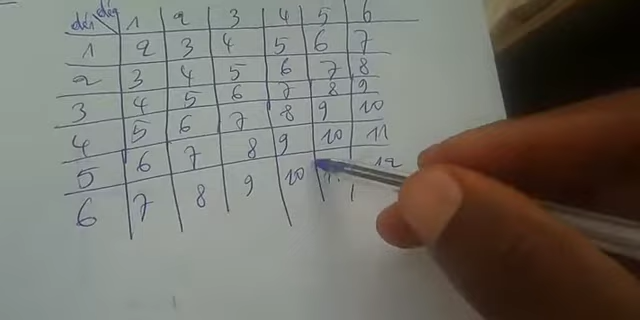 dé1 dé2 1 2 3 4 5 6
1 2 3 4 5 6 7
2 3 4 5 6 7 8
3 4 5 6 7 8 9 10
4 5 6 7 8 9 10 11
5 6 7 8 9 10 12
6 7 8 9 10